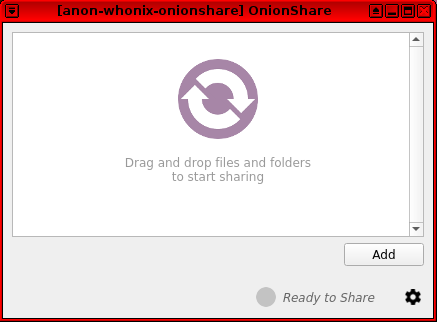 [anon-whonix-onionshare] OnionShare
Drag and drop files and folders
to start sharing
Add
Ready to Share